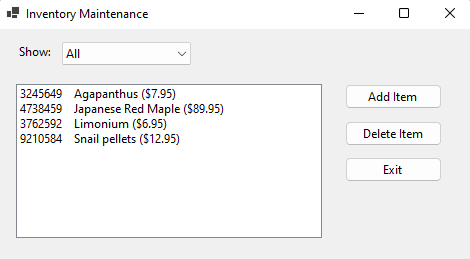 Inventory Maintenance
Show: All
3245649 Agapanthus ($7.95)
4738459 Japanese Red Maple ($89.95)
3762592 Limonium ($6.95)
9210584 Snail pellets ($12.95)
Add Item
Delete Item
Exit